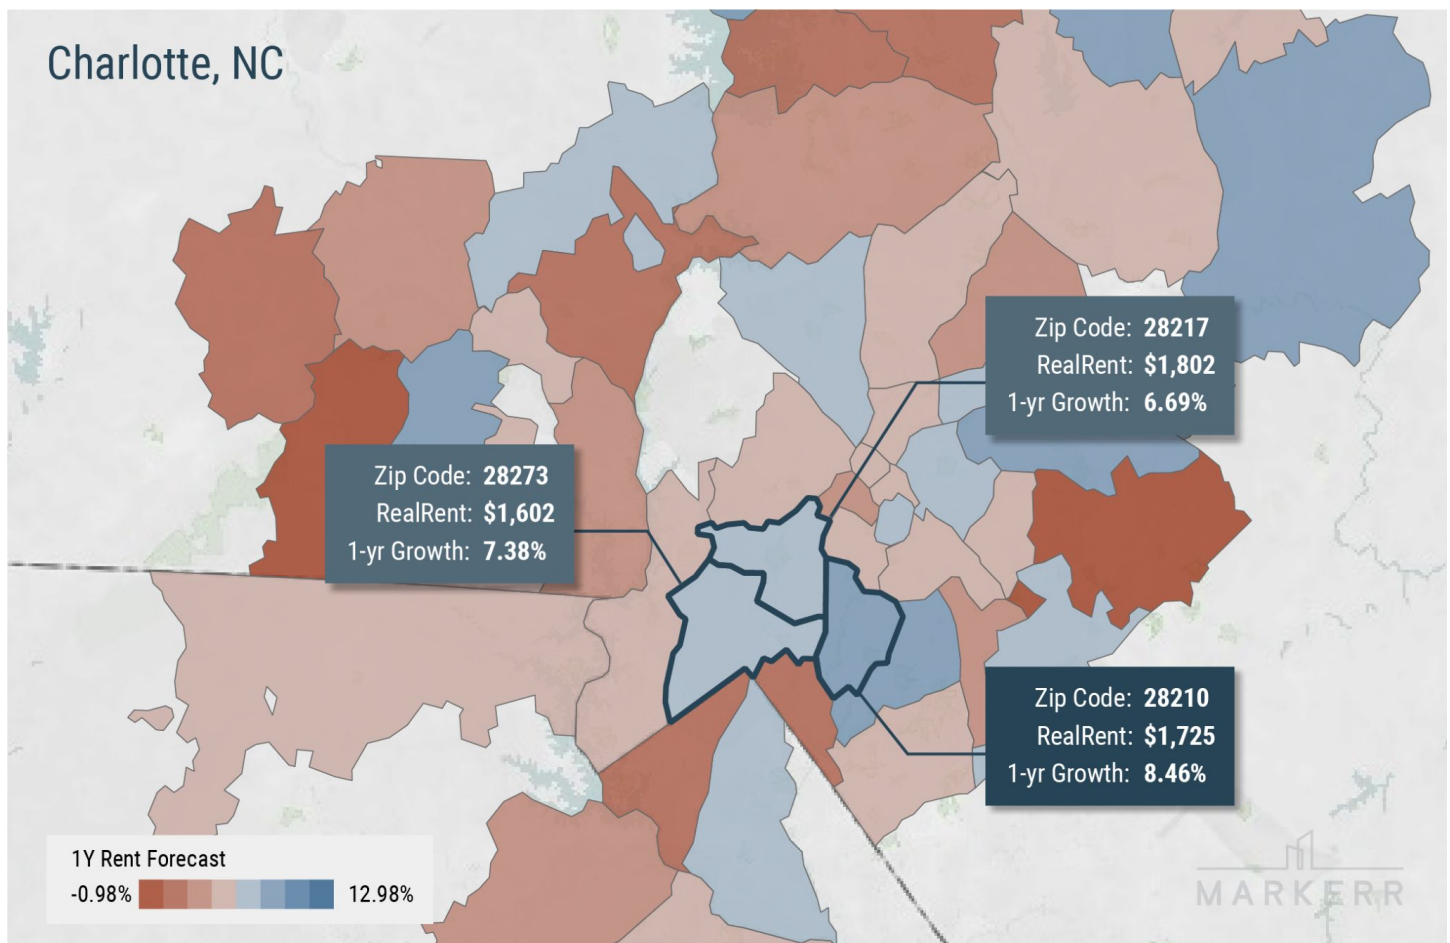 Charlotte, NC
Zip Code: 28217
RealRent: $1,802
1-yr Growth: 6.69%
Zip Code: 28273
RealRent: $1,602
1-yr Growth: 7.38%
Zip Code: 28210
RealRent: $1,725
1-yr Growth: 8.46%
1Y Rent Forecast
-0.98% 12.98%
MARKERR